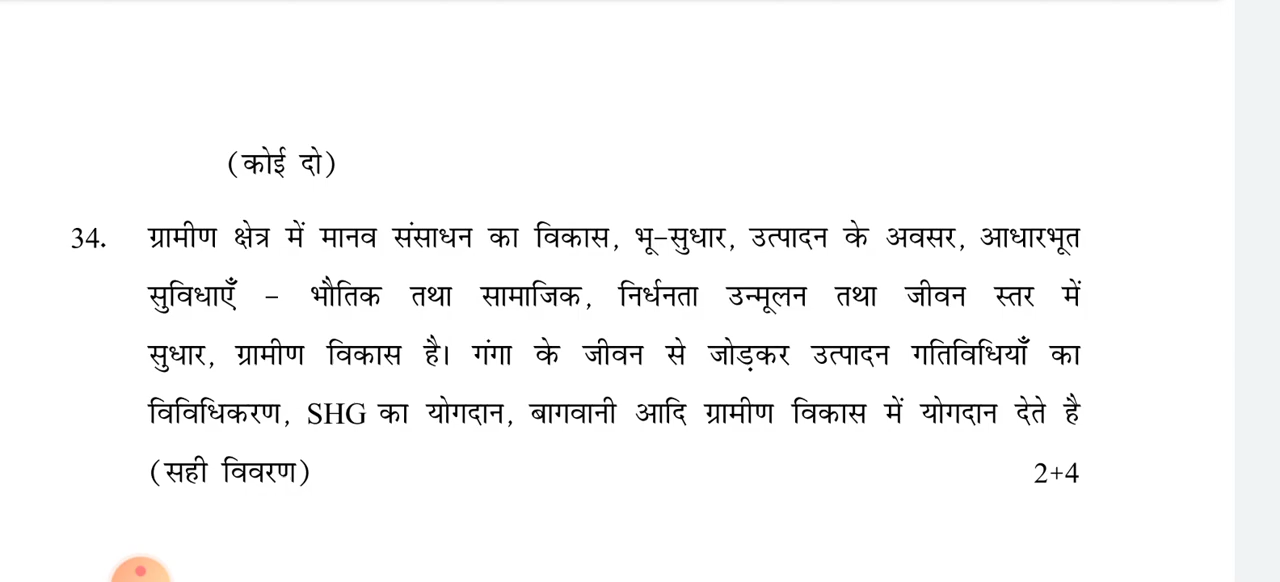 (कोई दो)
34. ग्रामीण क्षेत्र में मानव संसाधन का विकास, भू-सुधार, उत्पादन के अवसर, आधारभूत
सुविधाएँ - भौतिक तथा सामाजिक, निर्धनता उन्मूलन तथा जीवन स्तर में
सुधार, ग्रामीण विकास है। गंगा के जीवन से जोड़कर उत्पादन गतिविधियाँ का
विविधिकरण, SHG का योगदान, बागवानी आदि ग्रामीण विकास में योगदान देते है
(सही विवरण) 2+4